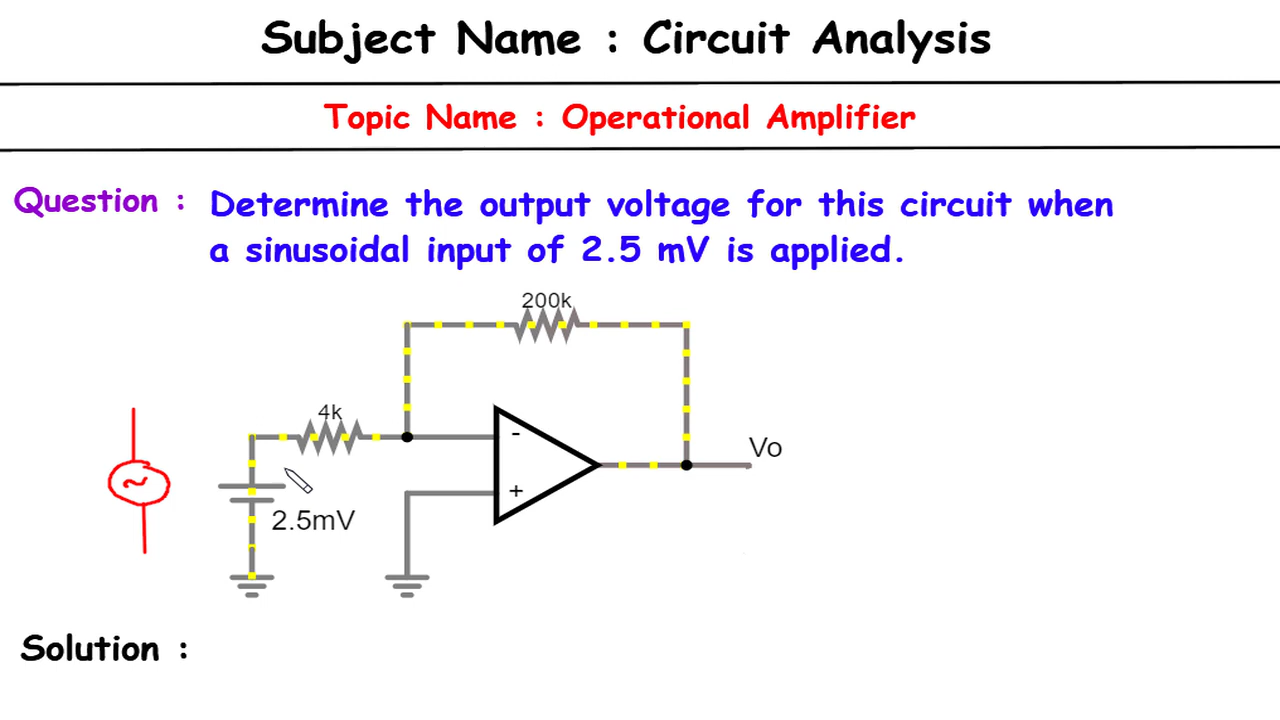 Subject Name : Circuit Analysis
Topic Name : Operational Amplifier
Question : Determine the output voltage for this circuit when
a sinusoidal input of 2.5 mV is applied.
200k
4k
-
Vo
+
2.5mV
~
Solution :